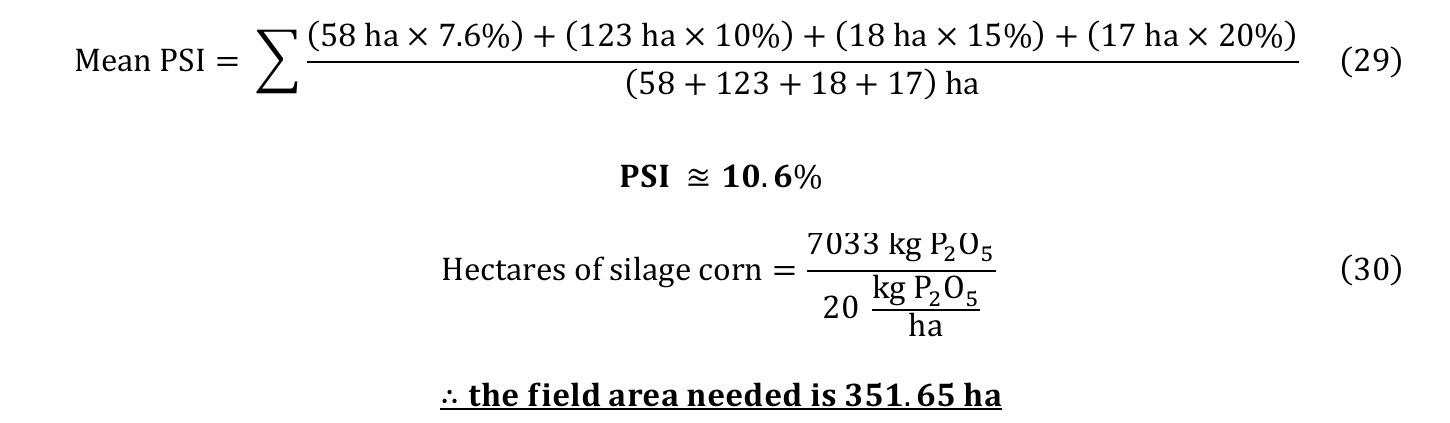 Mean PSI = ∑ (58 ha × 7.6%) + (123 ha × 10%) + (18 ha × 15%) + (17 ha × 20%) / (58 + 123 + 18 + 17) ha (29)
PSI ≅ 10.6%
Hectares of silage corn = 7033 kg P₂O₅ / 20 kg P₂O₅ / ha (30)
∴ the field area needed is 351.65 ha